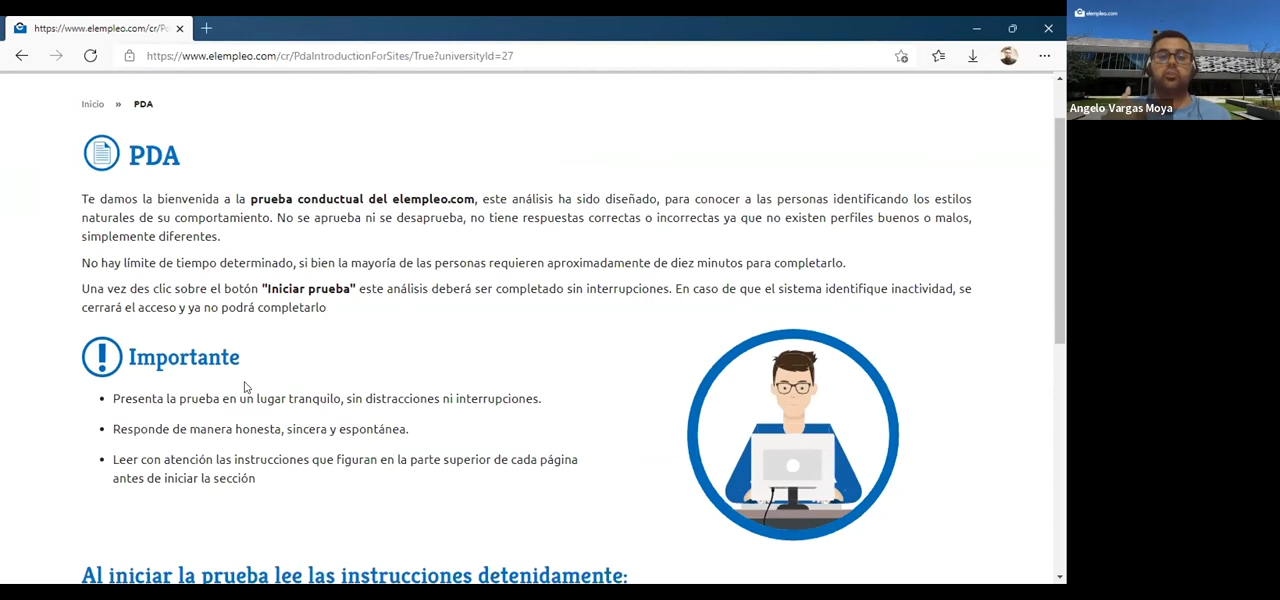 https://www.elempleo.com/cr/P
https://www.elempleo.com/cr/PdaIntroductionForSites/True?universityId=27
elempleo.com
Angelo Vargas Moya
Inicio » PDA
PDA
Te damos la bienvenida a la prueba conductual del elempleo.com, este análisis ha sido diseñado, para conocer a las personas identificando los estilos
naturales de su comportamiento. No se aprueba ni se desaprueba, no tiene respuestas correctas o incorrectas ya que no existen perfiles buenos o malos,
simplemente diferentes.
No hay límite de tiempo determinado, si bien la mayoría de las personas requieren aproximadamente de diez minutos para completarlo.
Una vez des clic sobre el botón "Iniciar prueba" este análisis deberá ser completado sin interrupciones. En caso de que el sistema identifique inactividad, se
cerrará el acceso y ya no podrá completarlo
Importante
• Presenta la prueba en un lugar tranquilo, sin distracciones ni interrupciones.
• Responde de manera honesta, sincera y espontánea.
• Leer con atención las instrucciones que figuran en la parte superior de cada página
antes de iniciar la sección
Al iniciar la prueba lee las instrucciones detenidamente: